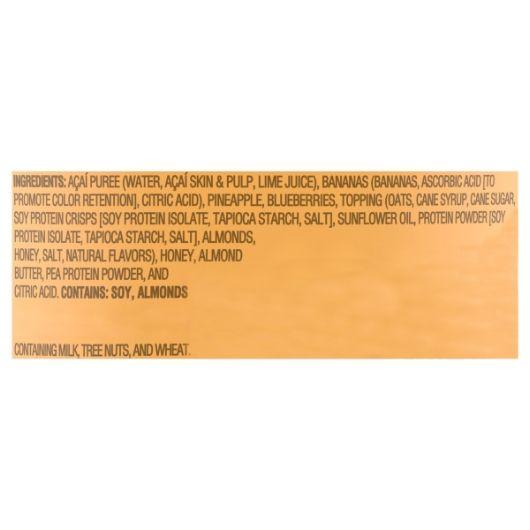 INGREDIENTS: AÇAÍ PUREE (WATER, AÇAÍ SKIN & PULP, LIME JUICE), BANANAS (BANANAS, ASCORBIC ACID [TO
PROMOTE COLOR RETENTION], CITRIC ACID), PINEAPPLE, BLUEBERRIES, TOPPING (OATS, CANE SYRUP, CANE SUGAR,
SOY PROTEIN CRISPS [SOY PROTEIN ISOLATE, TAPIOCA STARCH, SALT], SUNFLOWER OIL, PROTEIN POWDER [SOY
PROTEIN ISOLATE, TAPIOCA STARCH, SALT], ALMONDS,
HONEY, SALT, NATURAL FLAVORS), HONEY, ALMOND
BUTTER, PEA PROTEIN POWDER, AND
CITRIC ACID. CONTAINS: SOY, ALMONDS
CONTAINING MILK, TREE NUTS, AND WHEAT.